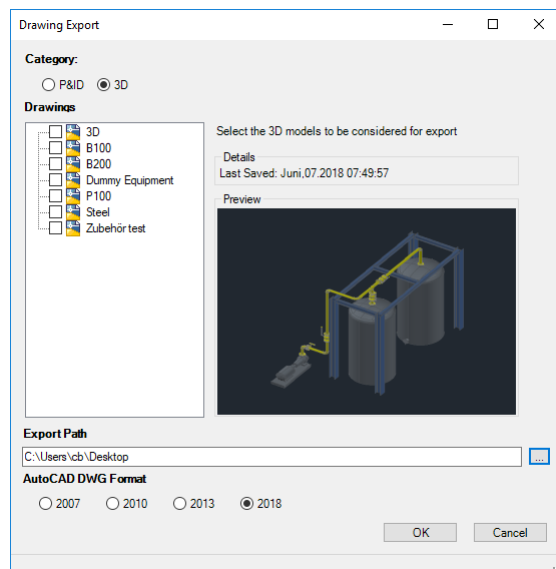 Drawing Export
Category:
P&ID 3D
Drawings
3D
B100
B200
Dummy Equipment
P100
Steel
Zubehör test
Select the 3D models to be considered for export
Details
Last Saved: Juni,07.2018 07:49:57
Preview
Export Path
C:\Users\cb\Desktop
...
AutoCAD DWG Format
2007 2010 2013 2018
OK Cancel